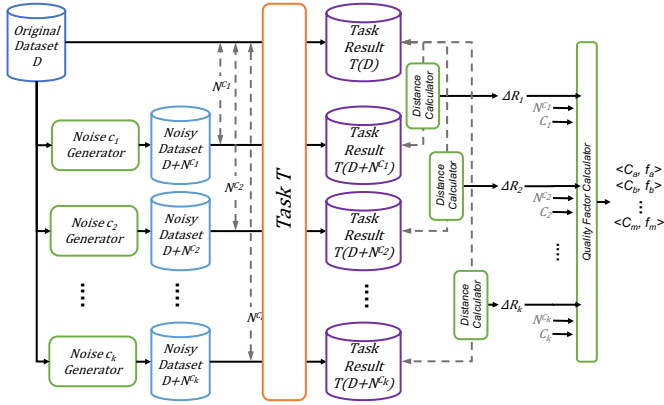 Original
Dataset
D
Noise c1
Generator
Noisy
Dataset
D+N^C1
Noise c2
Generator
Noisy
Dataset
D+N^C2
Noise ck
Generator
Noisy
Dataset
D+N^Ck
N^C1
N^C2
Task T
Task
Result
T(D)
Task
Result
T(D+N^C1)
Task
Result
T(D+N^C2)
Task
Result
T(D+N^Ck)
Distance
Calculator
Distance
Calculator
Distance
Calculator
ΔR1
N^C1
C1
ΔR2
N^C2
C2
ΔRk
N^Ck
Ck
Quality Factor Calculator
<Ca, fa>
<Cb, fb>
<Cm, fm>